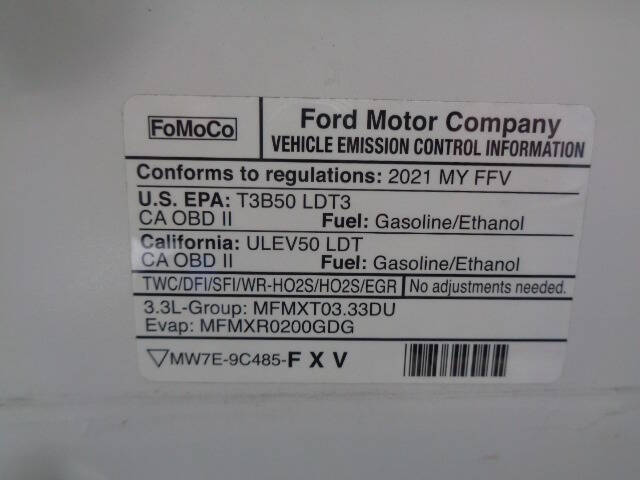 FoMoCo
Ford Motor Company
VEHICLE EMISSION CONTROL INFORMATION
Conforms to regulations: 2021 MY FFV
U.S. EPA: T3B50 LDT3
CA OBD II Fuel: Gasoline/Ethanol
California: ULEV50 LDT
CA OBD II Fuel: Gasoline/Ethanol
TWC/DFI/SFI/WR-HO2S/HO2S/EGR No adjustments needed.
3.3L-Group: MFMXT03.33DU
Evap: MFMXR0200GDG
MW7E-9C485-F X V